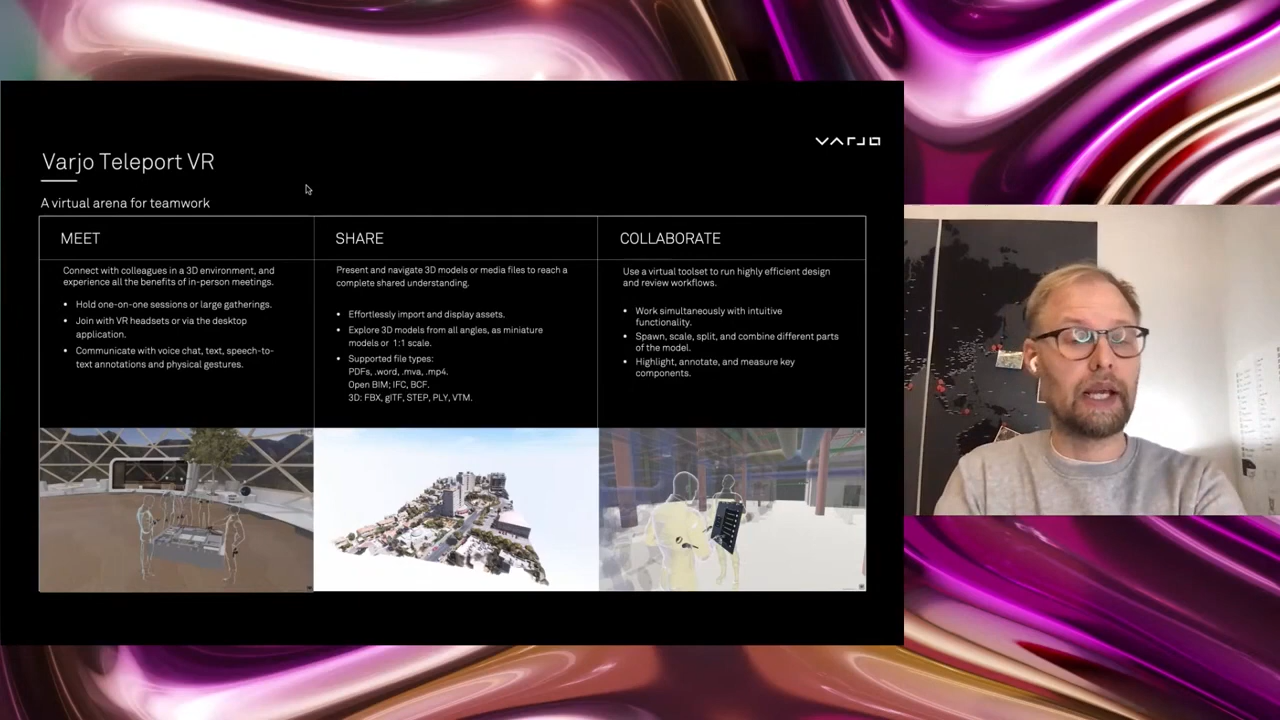 VARJO
Varjo Teleport VR
A virtual arena for teamwork
MEET
Connect with colleagues in a 3D environment, and
experience all the benefits of in-person meetings.
• Hold one-on-one sessions or large gatherings.
• Join with VR headsets or via the desktop
application.
• Communicate with voice chat, text, speech-to-
text annotations and physical gestures.
SHARE
Present and navigate 3D models or media files to reach a
complete shared understanding.
• Effortlessly import and display assets.
• Explore 3D models from all angles, as miniature
models or 1:1 scale.
• Supported file types:
PDFs, .word, .mva, .mp4.
Open BIM; IFC, BCF.
3D: FBX, glTF, STEP, PLY, VTM.
COLLABORATE
Use a virtual toolset to run highly efficient design
and review workflows.
• Work simultaneously with intuitive
functionality.
• Spawn, scale, split, and combine different parts
of the model.
• Highlight, annotate, and measure key
components.